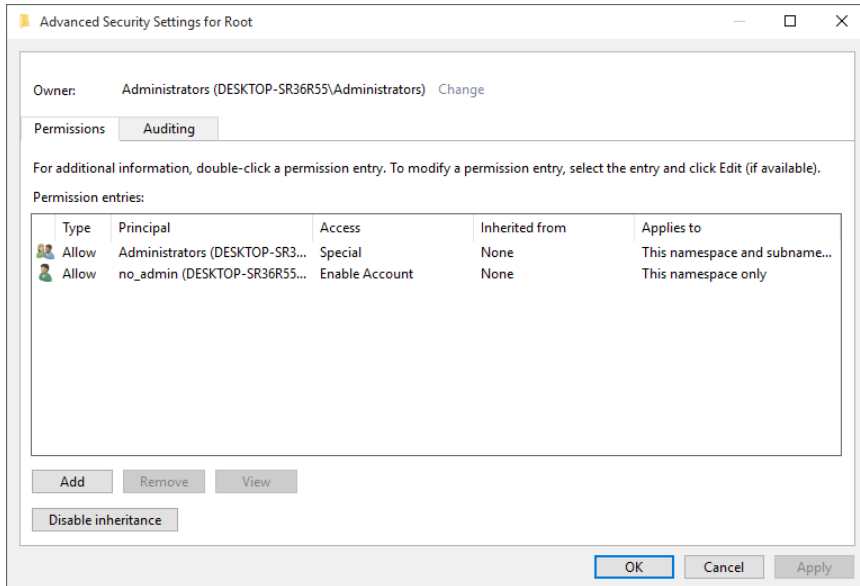 Advanced Security Settings for Root
Owner: Administrators (DESKTOP-SR36R55\Administrators) Change
Permissions Auditing
For additional information, double-click a permission entry. To modify a permission entry, select the entry and click Edit (if available).
Permission entries:
Type Principal Access Inherited from Applies to
Allow Administrators (DESKTOP-SR3... Special None This namespace and subname...
Allow no_admin (DESKTOP-SR36R55... Enable Account None This namespace only
Add Remove View
Disable inheritance
OK Cancel Apply